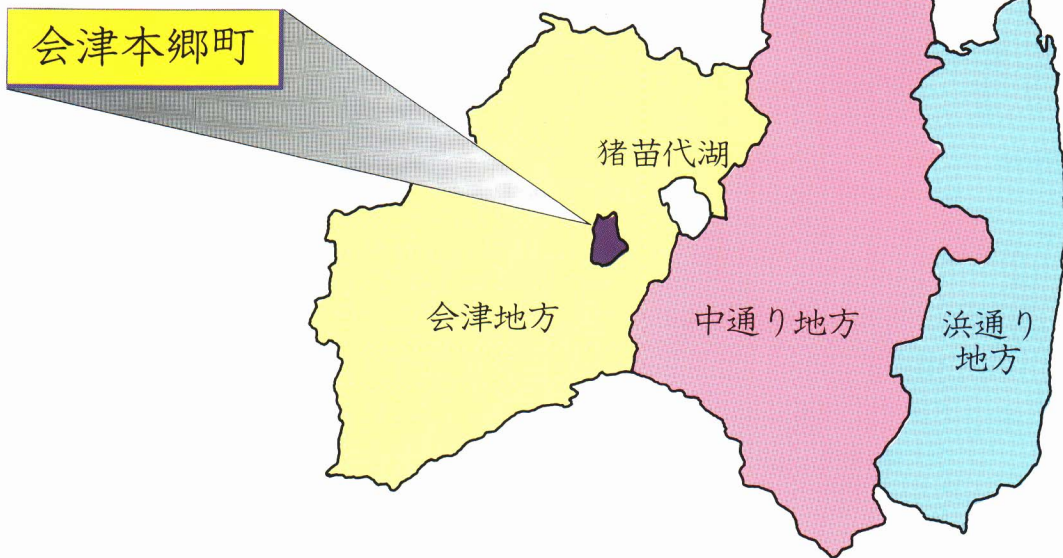 会津本郷町
猪苗代湖
会津地方
中通り地方
浜通り
地方